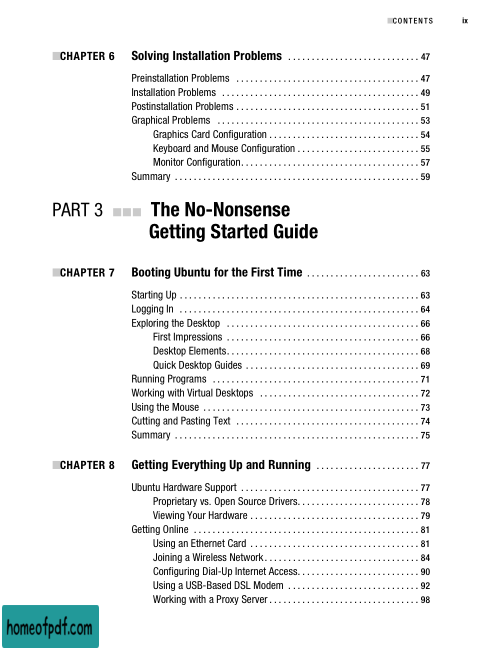 ■CONTENTS ix
■CHAPTER 6 Solving Installation Problems . . . . . . . . . . . . . . . . . . . . . . . . . . . . 47
Preinstallation Problems . . . . . . . . . . . . . . . . . . . . . . . . . . . . . . . . . . . . . . . 47
Installation Problems . . . . . . . . . . . . . . . . . . . . . . . . . . . . . . . . . . . . . . . . . . 49
Postinstallation Problems . . . . . . . . . . . . . . . . . . . . . . . . . . . . . . . . . . . . . . . 51
Graphical Problems . . . . . . . . . . . . . . . . . . . . . . . . . . . . . . . . . . . . . . . . . . . 53
Graphics Card Configuration . . . . . . . . . . . . . . . . . . . . . . . . . . . . . . . . 54
Keyboard and Mouse Configuration . . . . . . . . . . . . . . . . . . . . . . . . . . 55
Monitor Configuration. . . . . . . . . . . . . . . . . . . . . . . . . . . . . . . . . . . . . . 57
Summary . . . . . . . . . . . . . . . . . . . . . . . . . . . . . . . . . . . . . . . . . . . . . . . . . . . . 59
PART 3 ■■■ The No-Nonsense
Getting Started Guide
■CHAPTER 7 Booting Ubuntu for the First Time . . . . . . . . . . . . . . . . . . . . . . . . 63
Starting Up . . . . . . . . . . . . . . . . . . . . . . . . . . . . . . . . . . . . . . . . . . . . . . . . . . . 63
Logging In . . . . . . . . . . . . . . . . . . . . . . . . . . . . . . . . . . . . . . . . . . . . . . . . . . . 64
Exploring the Desktop . . . . . . . . . . . . . . . . . . . . . . . . . . . . . . . . . . . . . . . . . 66
First Impressions . . . . . . . . . . . . . . . . . . . . . . . . . . . . . . . . . . . . . . . . . 66
Desktop Elements. . . . . . . . . . . . . . . . . . . . . . . . . . . . . . . . . . . . . . . . . 68
Quick Desktop Guides . . . . . . . . . . . . . . . . . . . . . . . . . . . . . . . . . . . . . 69
Running Programs . . . . . . . . . . . . . . . . . . . . . . . . . . . . . . . . . . . . . . . . . . . . 71
Working with Virtual Desktops . . . . . . . . . . . . . . . . . . . . . . . . . . . . . . . . . . 72
Using the Mouse . . . . . . . . . . . . . . . . . . . . . . . . . . . . . . . . . . . . . . . . . . . . . . 73
Cutting and Pasting Text . . . . . . . . . . . . . . . . . . . . . . . . . . . . . . . . . . . . . . . 74
Summary . . . . . . . . . . . . . . . . . . . . . . . . . . . . . . . . . . . . . . . . . . . . . . . . . . . . 75
■CHAPTER 8 Getting Everything Up and Running . . . . . . . . . . . . . . . . . . . . . . 77
Ubuntu Hardware Support . . . . . . . . . . . . . . . . . . . . . . . . . . . . . . . . . . . . . . 77
Proprietary vs. Open Source Drivers. . . . . . . . . . . . . . . . . . . . . . . . . . 78
Viewing Your Hardware . . . . . . . . . . . . . . . . . . . . . . . . . . . . . . . . . . . . 79
Getting Online . . . . . . . . . . . . . . . . . . . . . . . . . . . . . . . . . . . . . . . . . . . . . . . . 81
Using an Ethernet Card . . . . . . . . . . . . . . . . . . . . . . . . . . . . . . . . . . . . 81
Joining a Wireless Network. . . . . . . . . . . . . . . . . . . . . . . . . . . . . . . . . 84
Configuring Dial-Up Internet Access. . . . . . . . . . . . . . . . . . . . . . . . . . 90
Using a USB-Based DSL Modem . . . . . . . . . . . . . . . . . . . . . . . . . . . . 92
Working with a Proxy Server . . . . . . . . . . . . . . . . . . . . . . . . . . . . . . . . 98
homeofpdf.com